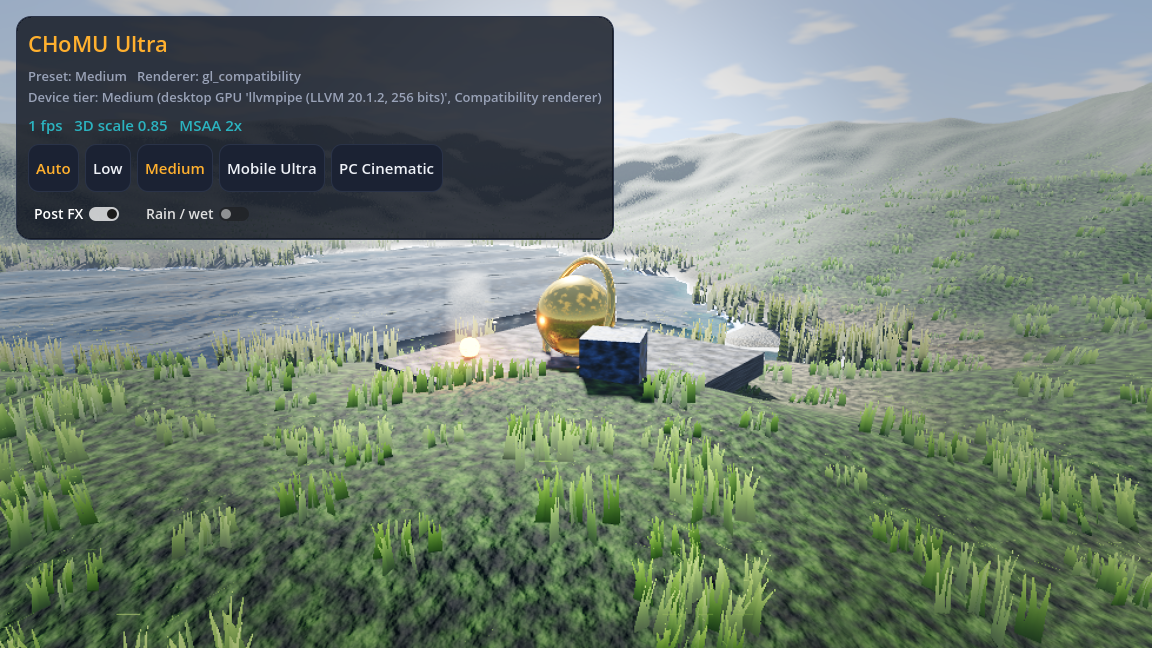 CHoMU Ultra
Preset: Medium Renderer: gl_compatibility
Device tier: Medium (desktop GPU 'llvmpipe (LLVM 20.1.2, 256 bits)', Compatibility renderer)
1 fps 3D scale 0.85 MSAA 2x
Auto Low Medium Mobile Ultra PC Cinematic
Post FX Rain / wet